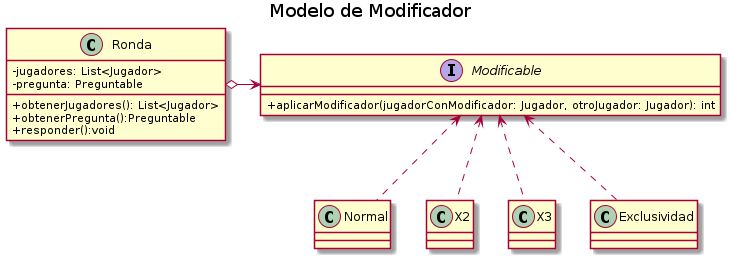 Modelo de Modificador
C Ronda
-jugadores: List<Jugador>
-pregunta: Preguntable
+obtenerJugadores(): List<Jugador>
+obtenerPregunta():Preguntable
+responder():void
I Modificable
+aplicarModificador(jugadorConModificador: Jugador, otroJugador: Jugador): int
C Normal
C X2
C X3
C Exclusividad